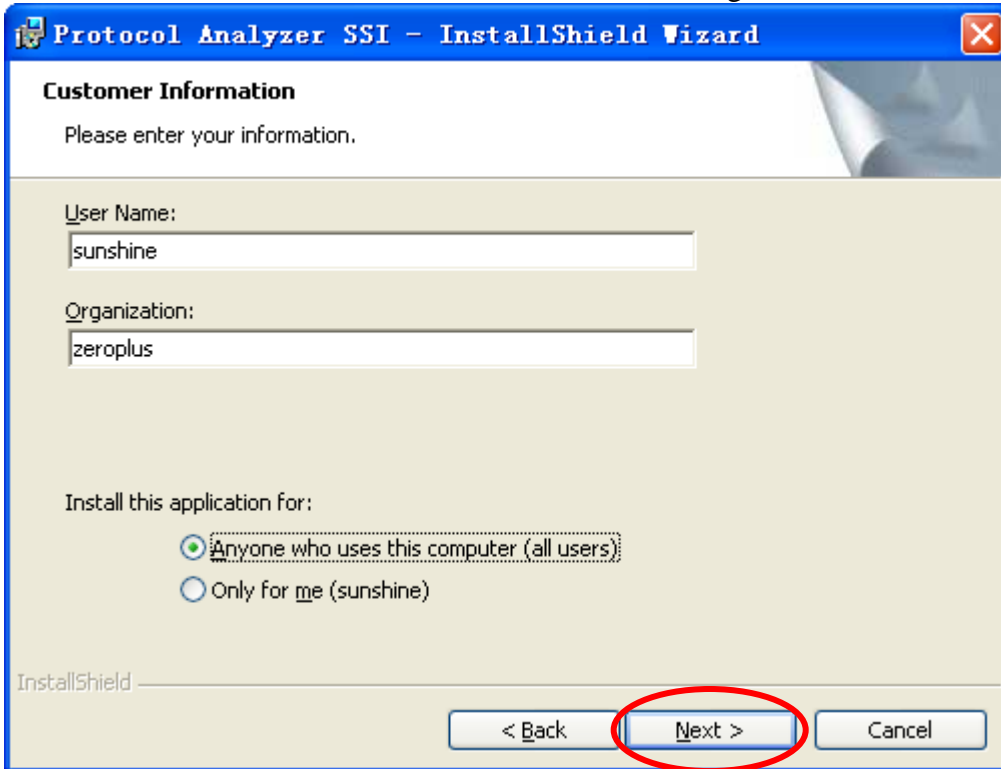 Protocol Analyzer SSI - InstallShield Wizard
Customer Information
Please enter your information.
User Name:
sunshine
Organization:
zeroplus
Install this application for:
Anyone who uses this computer (all users)
Only for me (sunshine)
InstallShield
< Back Next > Cancel